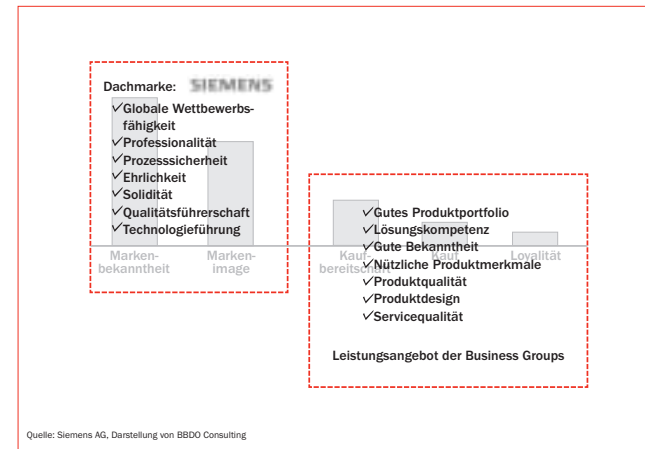 Dachmarke: SIEMENS
✓Globale Wettbewerbs-
fähigkeit
✓Professionalität
✓Prozesssicherheit
✓Ehrlichkeit
✓Solidität
✓Qualitätsführerschaft
✓Technologieführung
Marken-
bekanntheit
Marken-
image
Kauf-
bereitschaft
Kauf
Loyalität
✓Gutes Produktportfolio
✓Lösungskompetenz
✓Gute Bekanntheit
✓Nützliche Produktmerkmale
✓Produktqualität
✓Produktdesign
✓Servicequalität
Leistungsangebot der Business Groups
Quelle: Siemens AG, Darstellung von BBDO Consulting